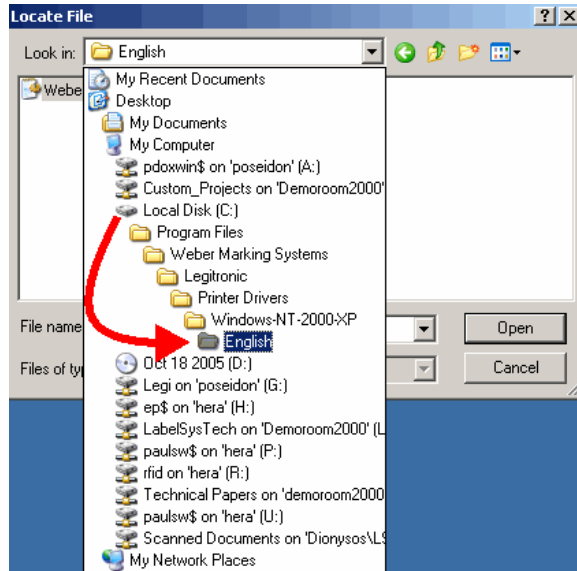 Locate File
Look in: English
Webe
My Recent Documents
Desktop
My Documents
My Computer
pdoxwin$ on 'poseidon' (A:)
Custom_Projects on 'Demoroom2000'
Local Disk (C:)
Program Files
Weber Marking Systems
Legitronic
Printer Drivers
Windows-NT-2000-XP
English
Oct 18 2005 (D:)
Legi on 'poseidon' (G:)
ep$ on 'hera' (H:)
LabelSysTech on 'Demoroom2000' (L
paulsw$ on 'hera' (P:)
rfid on 'hera' (R:)
Technical Papers on 'demoroom2000
paulsw$ on 'hera' (U:)
Scanned Documents on 'Dionysos\LS
My Network Places
File name
Open
Files of ty
Cancel